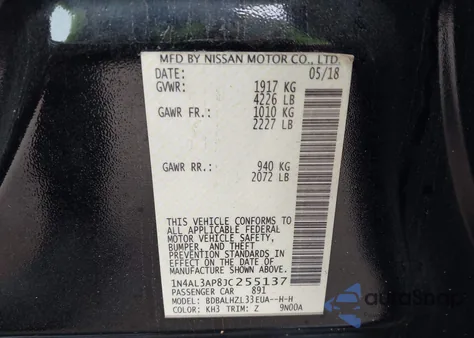 MFD BY NISSAN MOTOR CO., LTD.
DATE: 05/18
GVWR: 1917 KG
4226 LB
GAWR FR.: 1010 KG
2227 LB
GAWR RR.: 940 KG
2072 LB
THIS VEHICLE CONFORMS TO
ALL APPLICABLE FEDERAL
MOTOR VEHICLE SAFETY,
BUMPER, AND THEFT
PREVENTION STANDARDS
IN EFFECT ON THE DATE OF
MANUFACTURE SHOWN ABOVE.
1N4AL3AP8JC255137
PASSENGER CAR 891
MODEL: BDBALHZL33EUA--H-H
COLOR: KH3 TRIM: Z 9N00A
AutoSnap